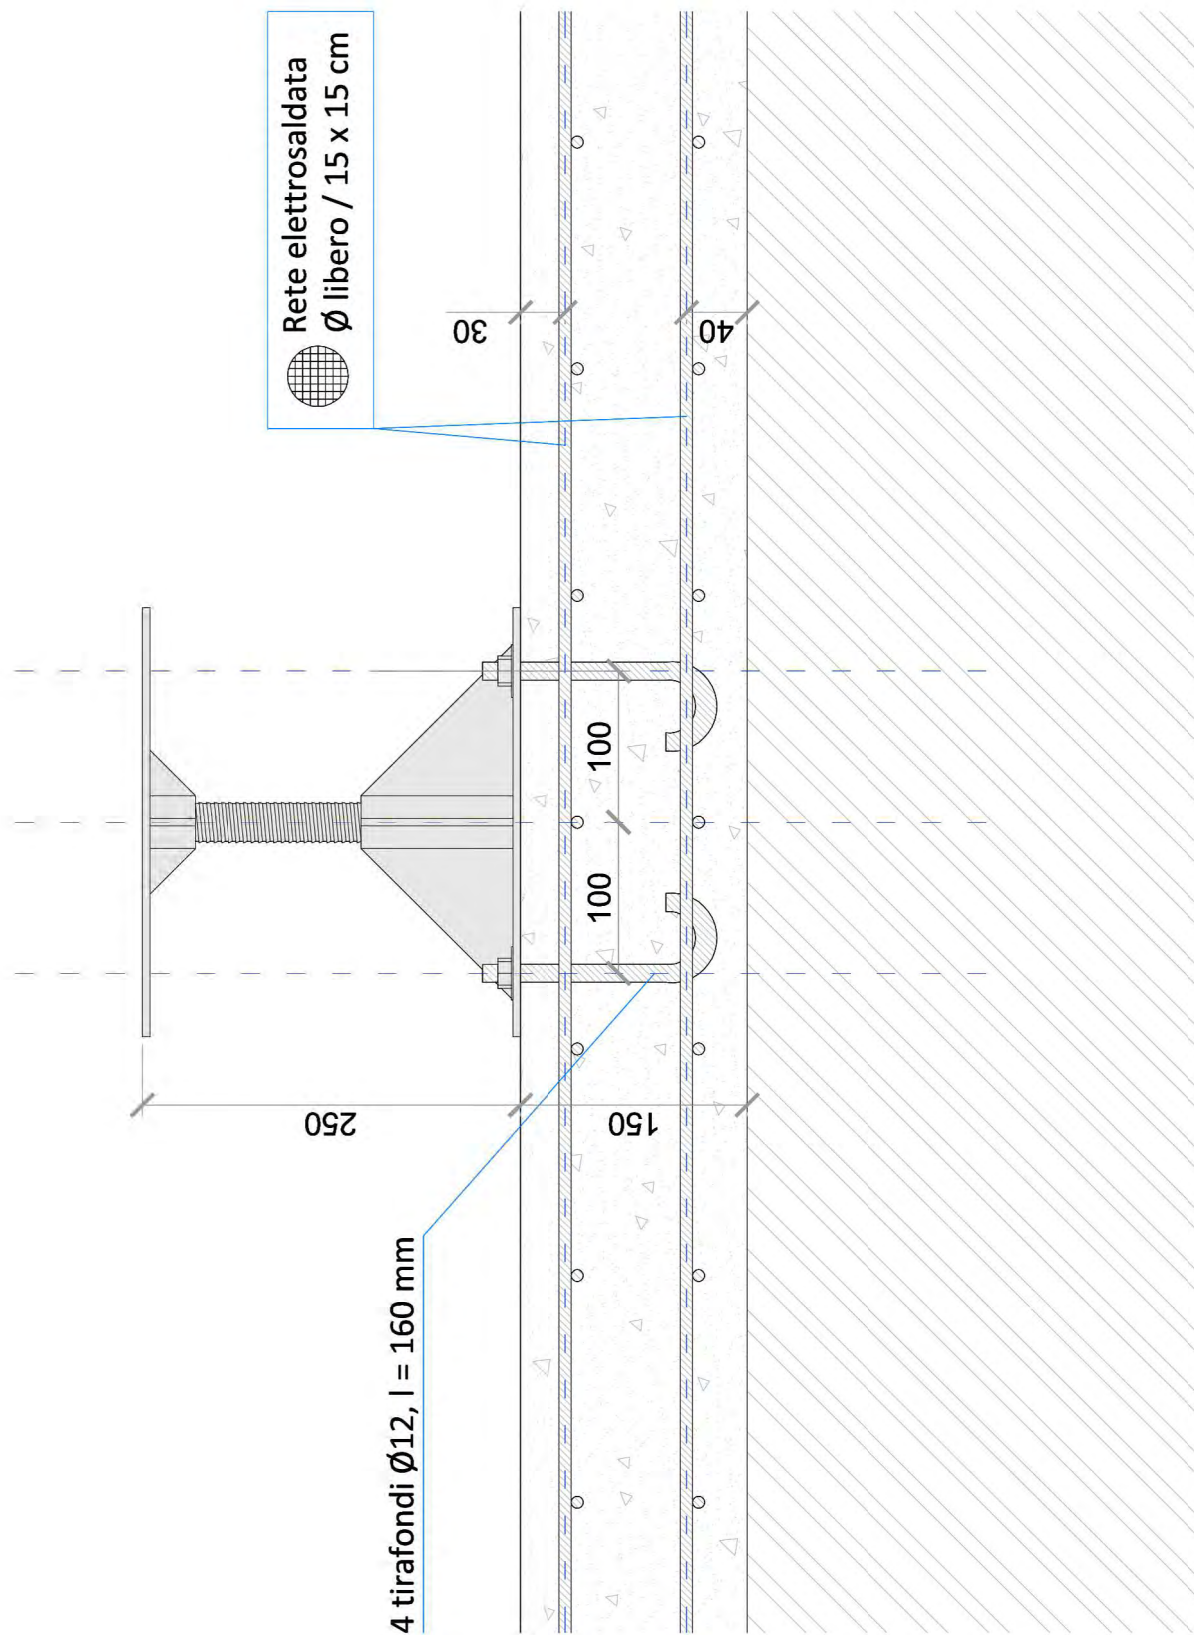 Rete elettrosaldata
Ø libero / 15 x 15 cm
30
40
100
100
250
150
4 tirafondi Ø12, l = 160 mm